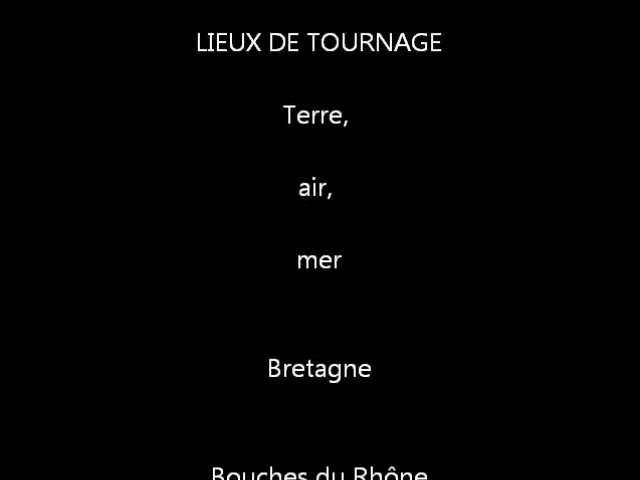 LIEUX DE TOURNAGE
Terre,
air,
mer
Bretagne
Bouches du Rhône